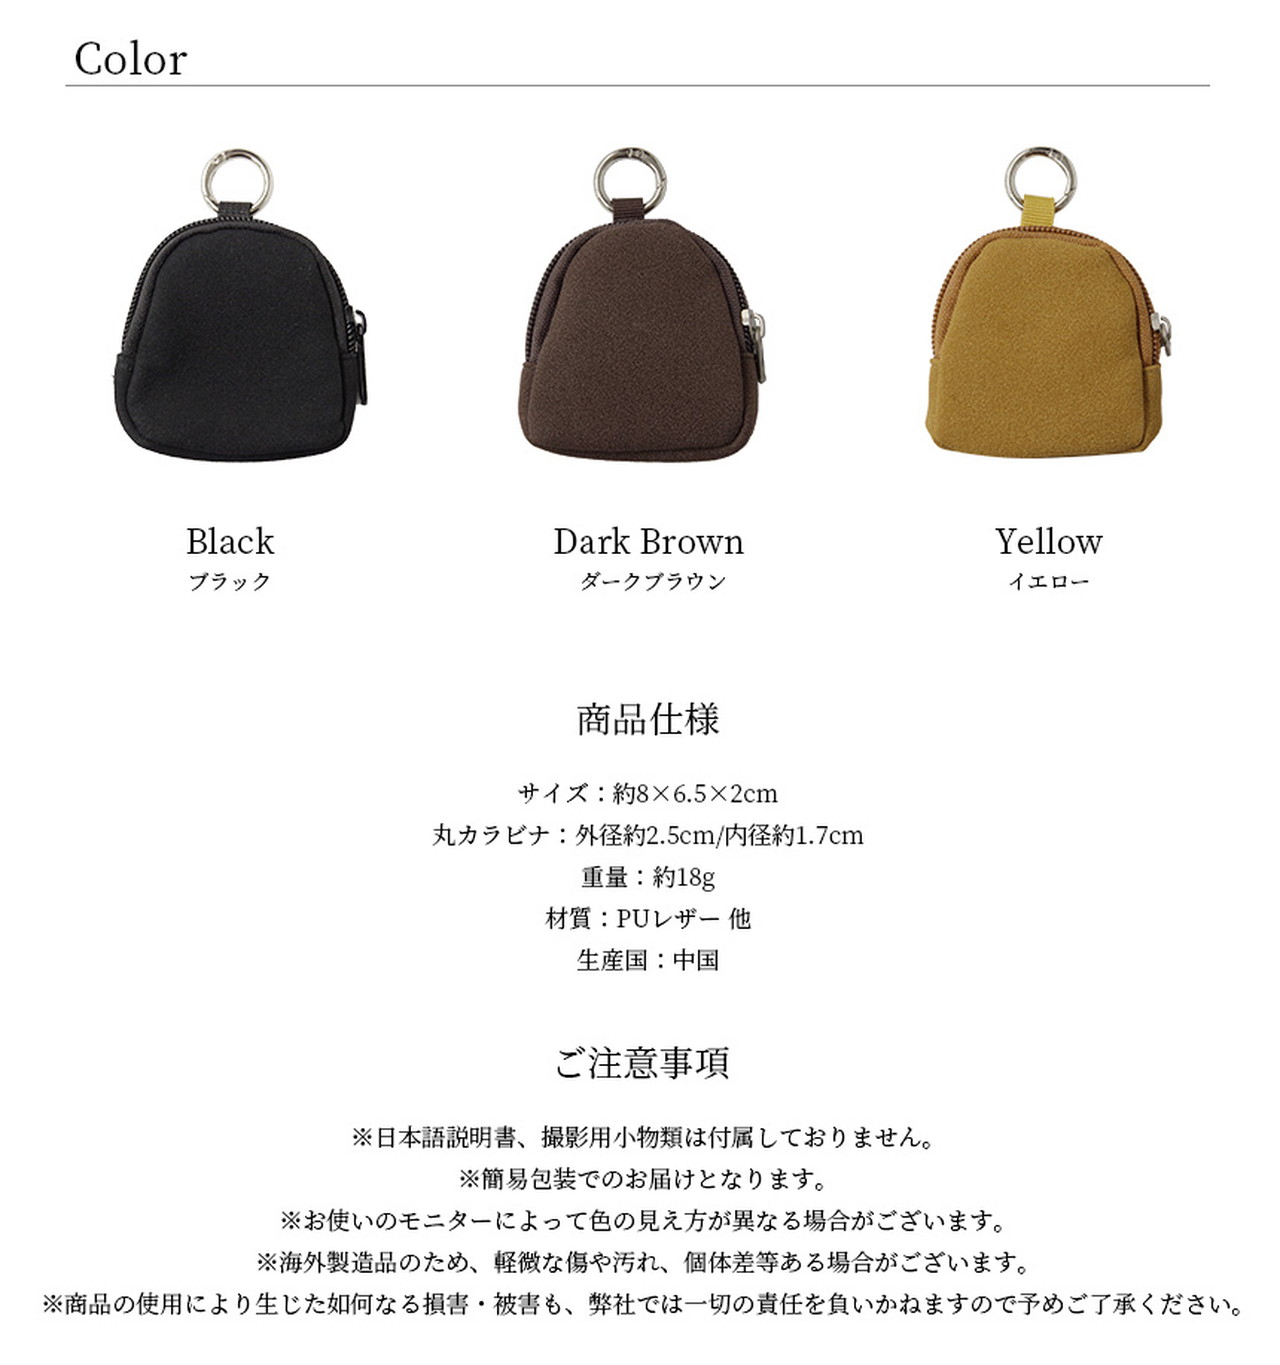 Color
Black
ブラック
Dark Brown
ダークブラウン
Yellow
イエロー
商品仕様
サイズ：約8×6.5×2cm
丸カラビナ：外径約2.5cm/内径約1.7cm
重量：約18g
材質：PUレザー 他
生産国：中国
ご注意事項
※日本語説明書、撮影用小物類は付属しておりません。
※簡易包装でのお届けとなります。
※お使いのモニターによって色の見え方が異なる場合がございます。
※海外製造品のため、軽微な傷や汚れ、個体差等ある場合がございます。
※商品の使用により生じた如何なる損害・被害も、弊社では一切の責任を負いかねますので予めご了承ください。